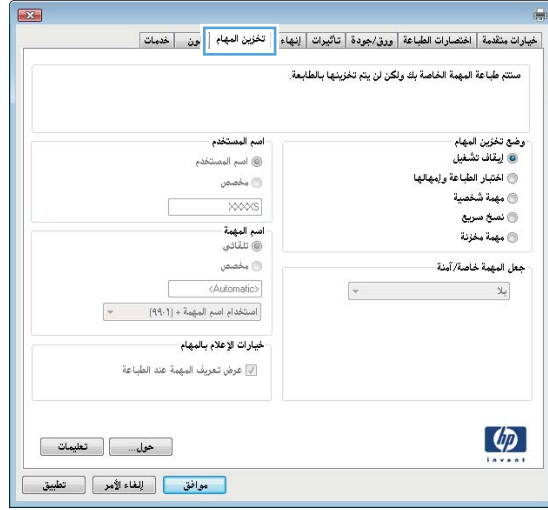 خيارات متقدمة
اختصارات الطباعة
ورق/جودة
تأثيرات
إنهاء
تخزين المهام
ون
خدمات
ستتم طباعة المهمة الخاصة بك ولكن لن يتم تخزينها بالطابعة.
وضع تخزين المهام
إيقاف تشغيل
اختبار الطباعة وإمهالها
مهمة شخصية
نسخ سريع
مهمة مخزنة
جعل المهمة خاصة/آمنة
بلا
اسم المستخدم
اسم المستخدم
مخصص
XXXXS
اسم المهمة
تلقائي
مخصص
<Automatic>
استخدام اسم المهمة + (1-99)
خيارات الإعلام بالمهام
عرض تعريف المهمة عند الطباعة
hp
invent
حول...
تعليمات
موافق
إلغاء الأمر
تطبيق